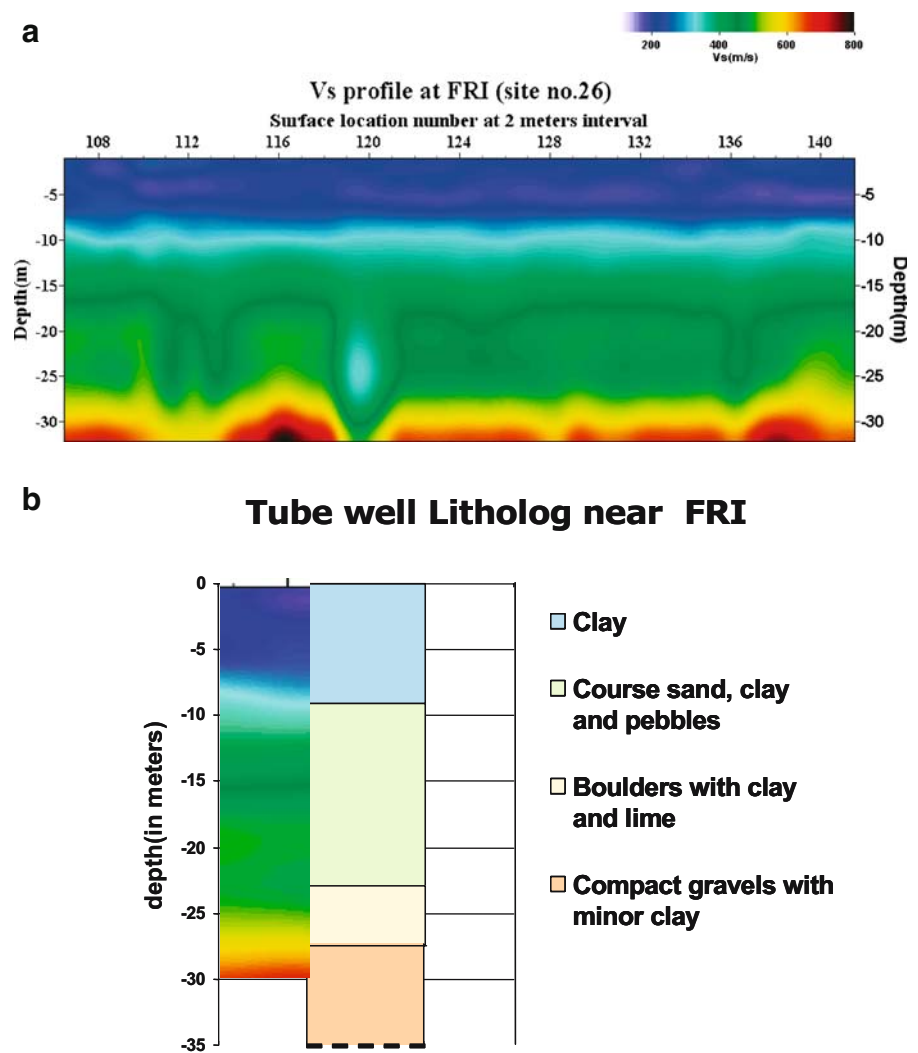 a
200 400 600 800
Vs(m/s)
Vs profile at FRI (site no.26)
Surface location number at 2 meters interval
108 112 116 120 124 128 132 136 140
Depth(m)
-5
-10
-15
-20
-25
-30
-5
-10
-15
-20
-25
-30
Depth(m)
b
Tube well Litholog near FRI
depth(in meters)
0
-5
-10
-15
-20
-25
-30
-35
Clay
Course sand, clay
and pebbles
Boulders with clay
and lime
Compact gravels with
minor clay